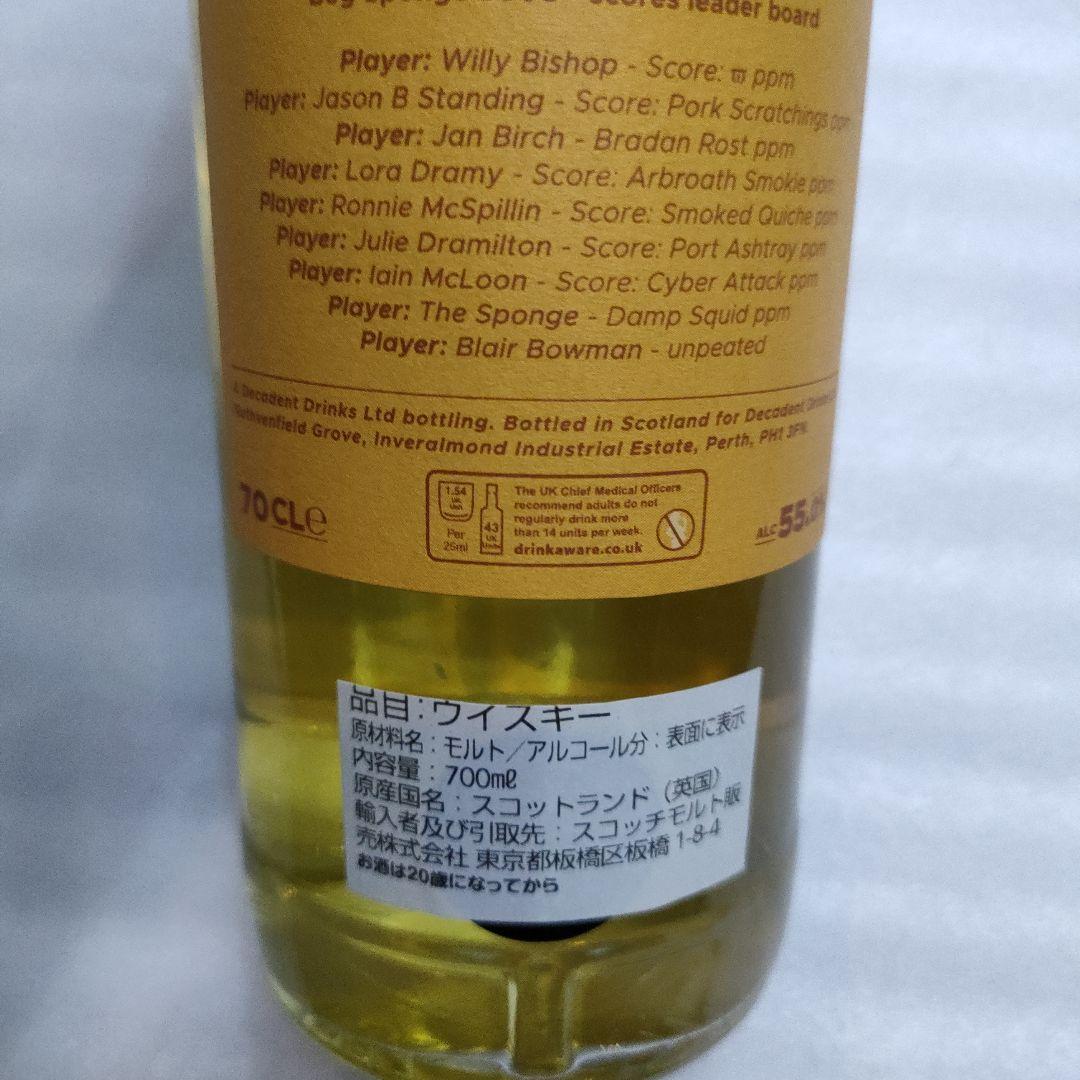 scores leader board
Player: Willy Bishop - Score: ϖ ppm
Player: Jason B Standing - Score: Pork Scratchings ppm
Player: Jan Birch - Bradan Rost ppm
Player: Lora Dramy - Score: Arbroath Smokie ppm
Player: Ronnie McSpillin - Score: Smoked Quiche ppm
Player: Julie Dramilton - Score: Port Ashtray ppm
Player: Iain McLoon - Score: Cyber Attack ppm
Player: The Sponge - Damp Squid ppm
Player: Blair Bowman - unpeated
A Decadent Drinks Ltd bottling. Bottled in Scotland for Decadent
Grove, Inveralmond Industrial Estate, Perth, PH1 3FN.
70CLe
1.54
UK
Units
Per
25ml
43
UK
Units
The UK Chief Medical Officers
recommend adults do not
regularly drink more
than 14 units per week.
drinkaware.co.uk
ALC
品目:ウイスキー
原材料名:モルト/アルコール分:表面に表示
内容量:700mℓ
原産国名:スコットランド(英国)
輸入者及び引取先:スコッチモルト販
売株式会社 東京都板橋区板橋 1-8-4
お酒は20歳になってから